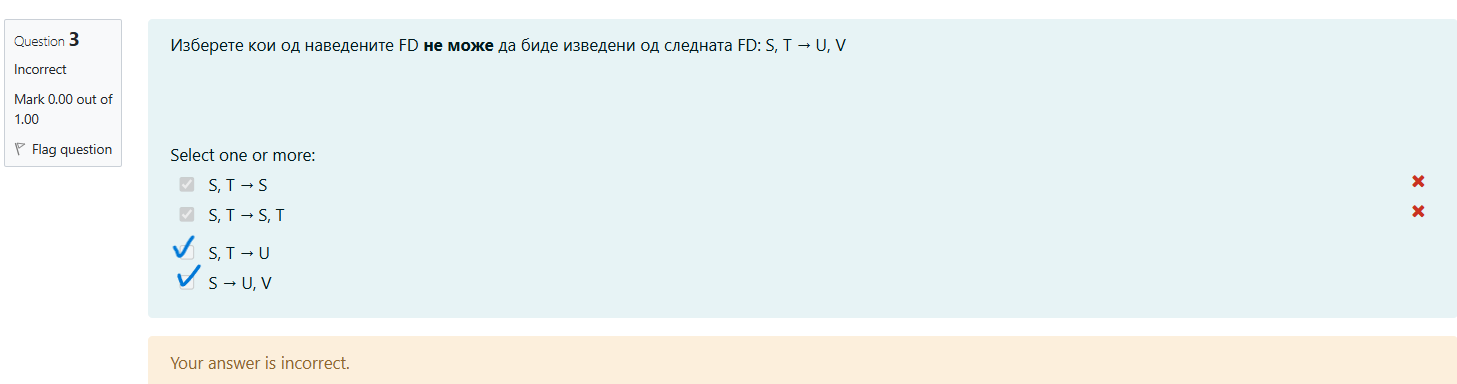 Question 3
Incorrect
Mark 0.00 out of
1.00
Flag question
Изберете кои од наведените FD не може да биде изведени од следната FD: S, T → U, V
Select one or more:
S, T → S
S, T → S, T
S, T → U
S → U, V
Your answer is incorrect.